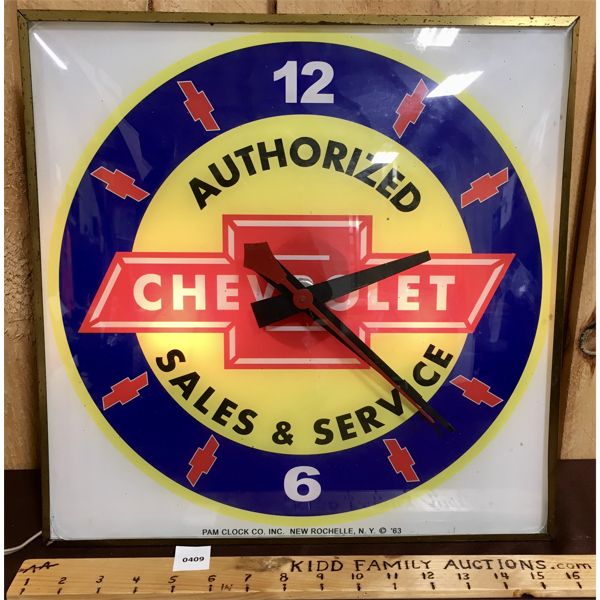 12
AUTHORIZED
CHEVROLET
SALES & SERVICE
6
PAM CLOCK CO. INC. NEW ROCHELLE, N. Y. © '63
0409
KIDD FAMILY AUCTIONS.com
1 2 3 4 5 6 7 8 9 10 11 12 13 14 15 16